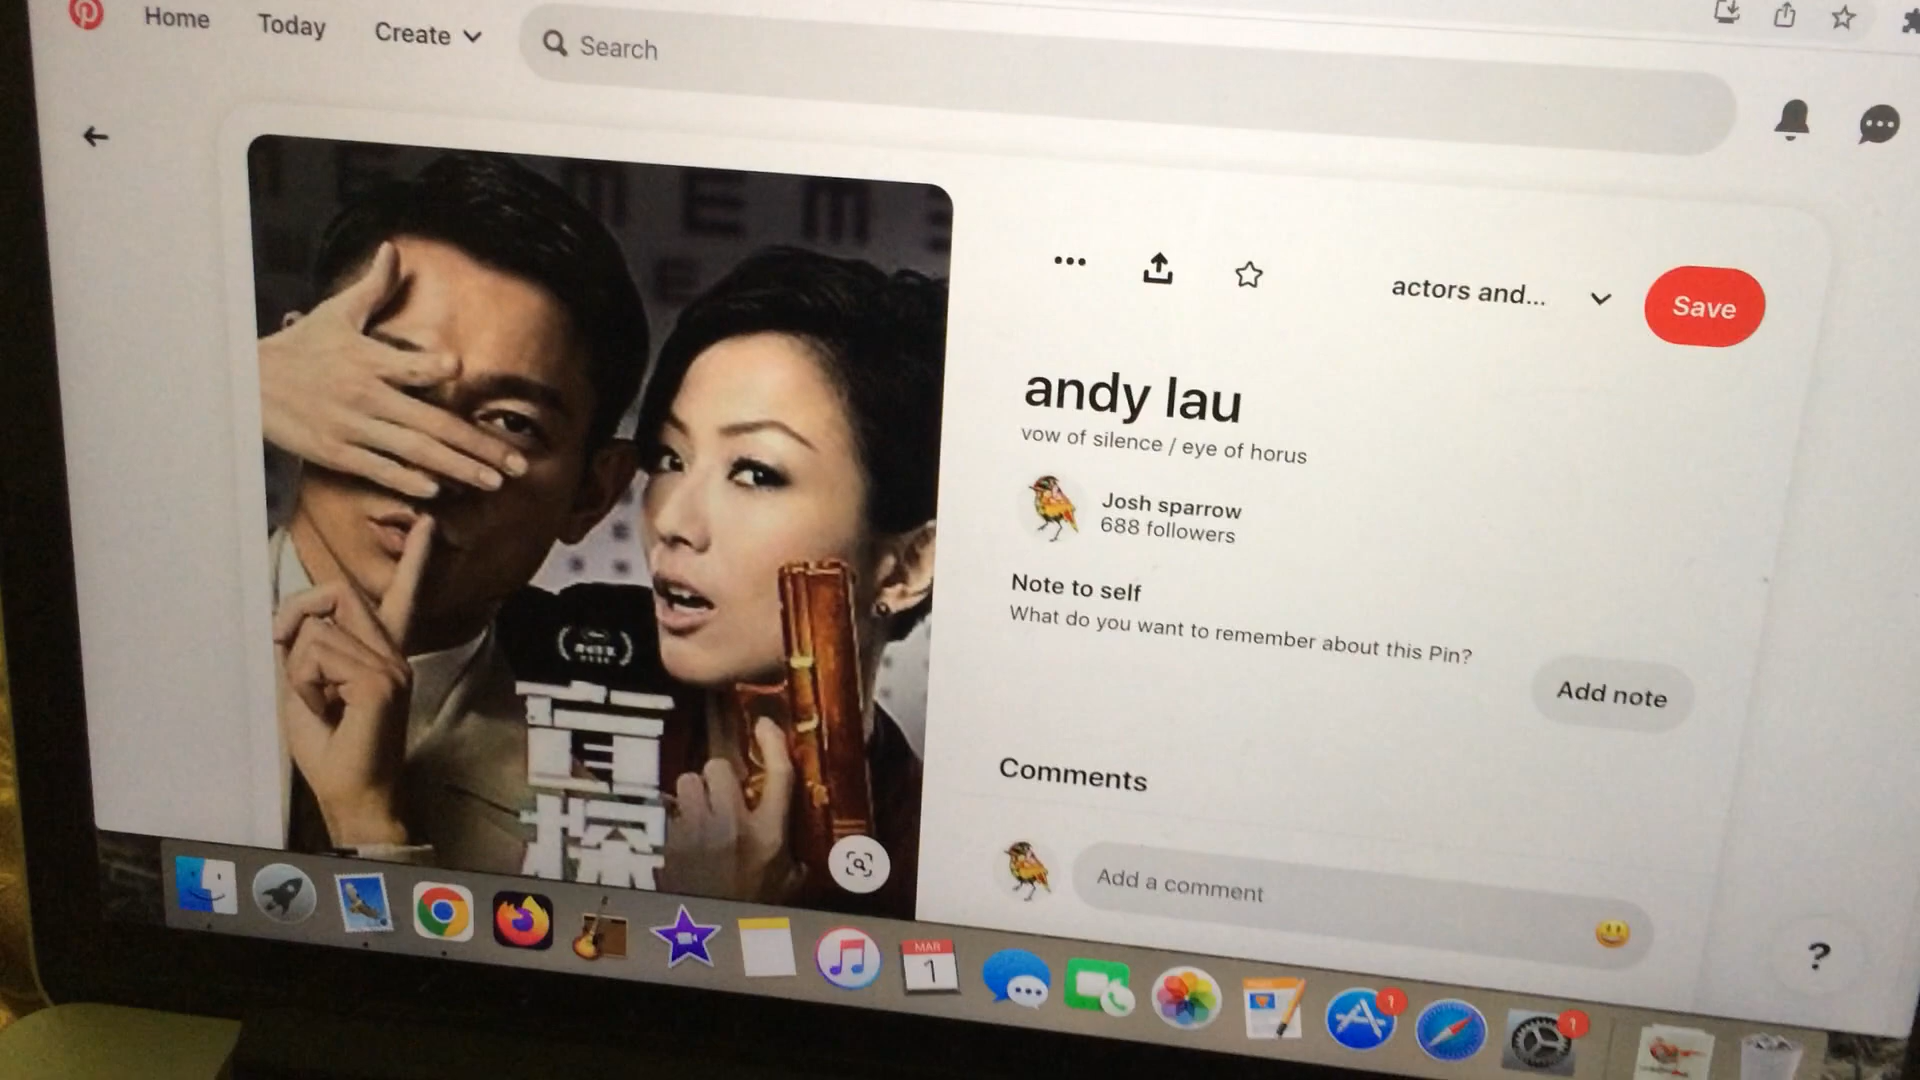 Home
Today
Create
Search
actors and...
Save
andy lau
vow of silence / eye of horus
Josh sparrow
688 followers
Note to self
What do you want to remember about this Pin?
Add note
Comments
Add a comment
盲
探
E M E M E
?
MAR
1
1
1